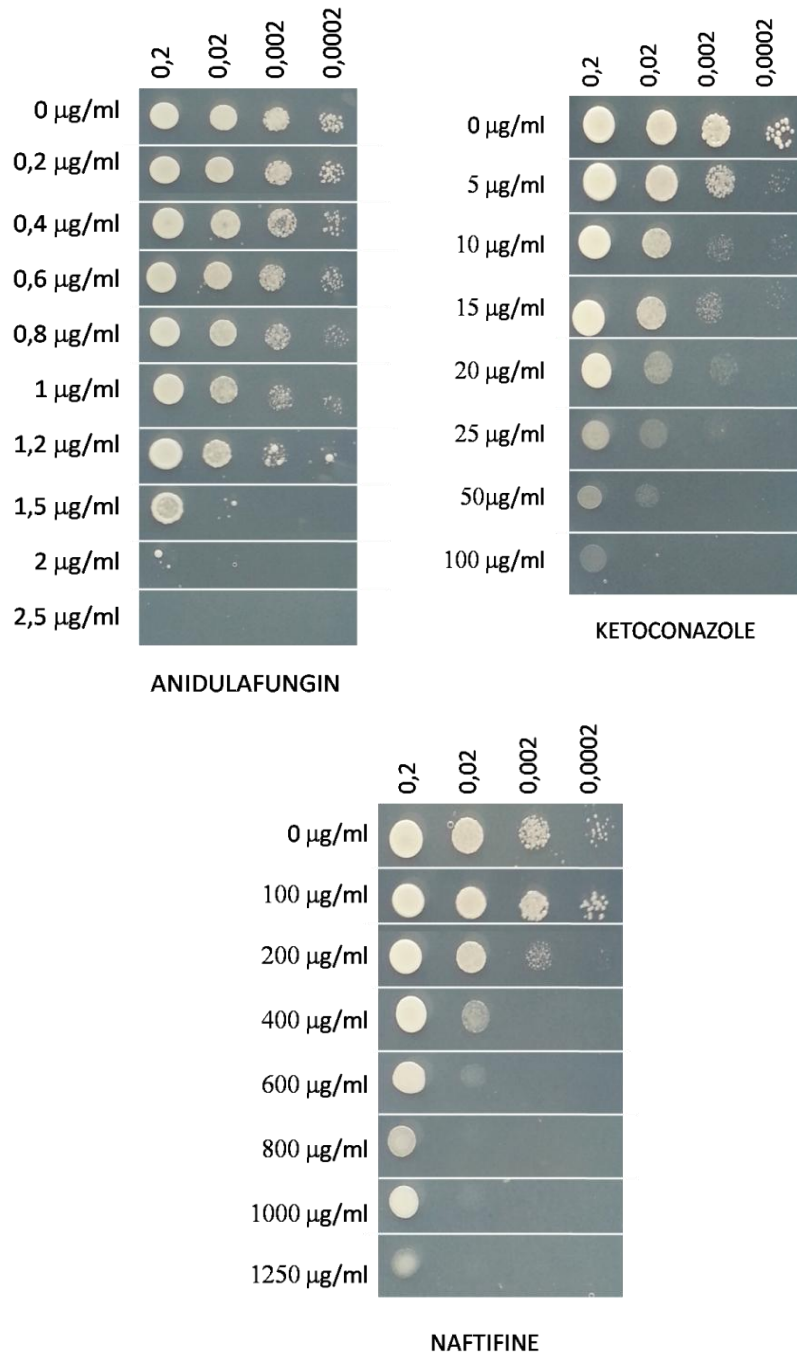 0,2 0,02 0,002 0,0002
0 μg/ml
0,2 μg/ml
0,4 μg/ml
0,6 μg/ml
0,8 μg/ml
1 μg/ml
1,2 μg/ml
1,5 μg/ml
2 μg/ml
2,5 μg/ml
ANIDULAFUNGIN
0,2 0,02 0,002 0,0002
0 μg/ml
5 μg/ml
10 μg/ml
15 μg/ml
20 μg/ml
25 μg/ml
50μg/ml
100 μg/ml
KETOCONAZOLE
0,2 0,02 0,002 0,0002
0 μg/ml
100 μg/ml
200 μg/ml
400 μg/ml
600 μg/ml
800 μg/ml
1000 μg/ml
1250 μg/ml
NAFTIFINE